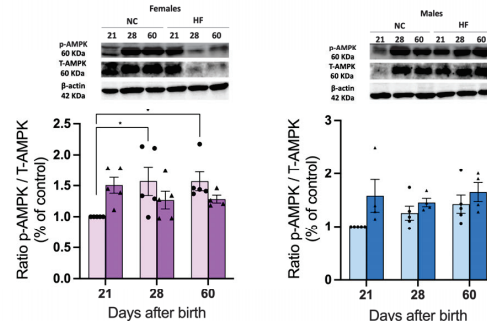 Females
NC HF
21 28 60 21 28 60
p-AMPK
60 KDa
T-AMPK
60 KDa
β-actin
42 KDa
Ratio p-AMPK / T-AMPK
(% of control)
2.5
2.0
1.5
1.0
0.5
0.0
* *
21 28 60
Days after birth
Males
NC HF
21 28 60 21 28 60
p-AMPK
60 KDa
T-AMPK
60 KDa
β-actin
42 KDa
Ratio p-AMPK / T-AMPK
(% of control)
3
2
1
0
21 28 60
Days after birth